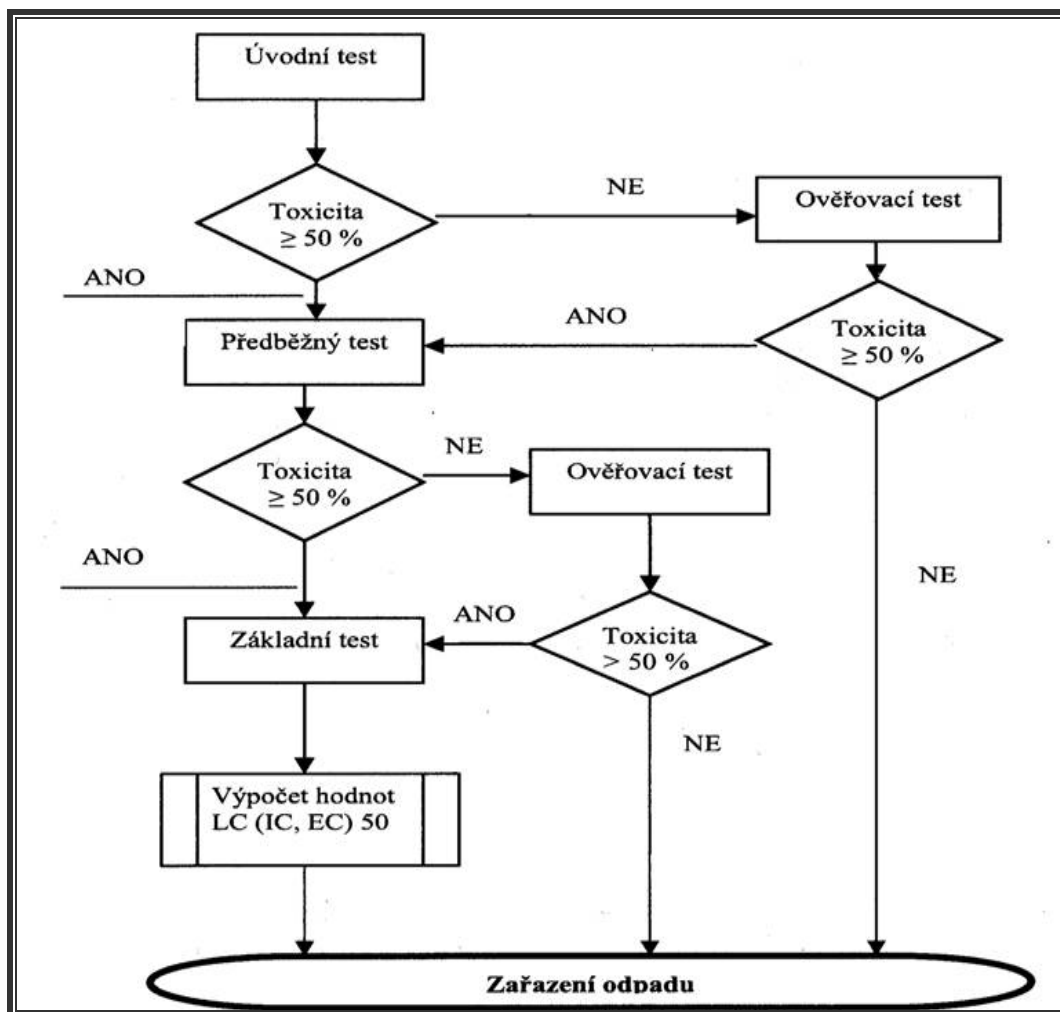 Úvodní test
Toxicita
≥ 50 %
NE
Ověřovací test
ANO
Toxicita
≥ 50 %
ANO
Předběžný test
Toxicita
≥ 50 %
NE
Ověřovací test
ANO
Základní test
ANO
Toxicita
> 50 %
NE
NE
Výpočet hodnot
LC (IC, EC) 50
Zařazení odpadu